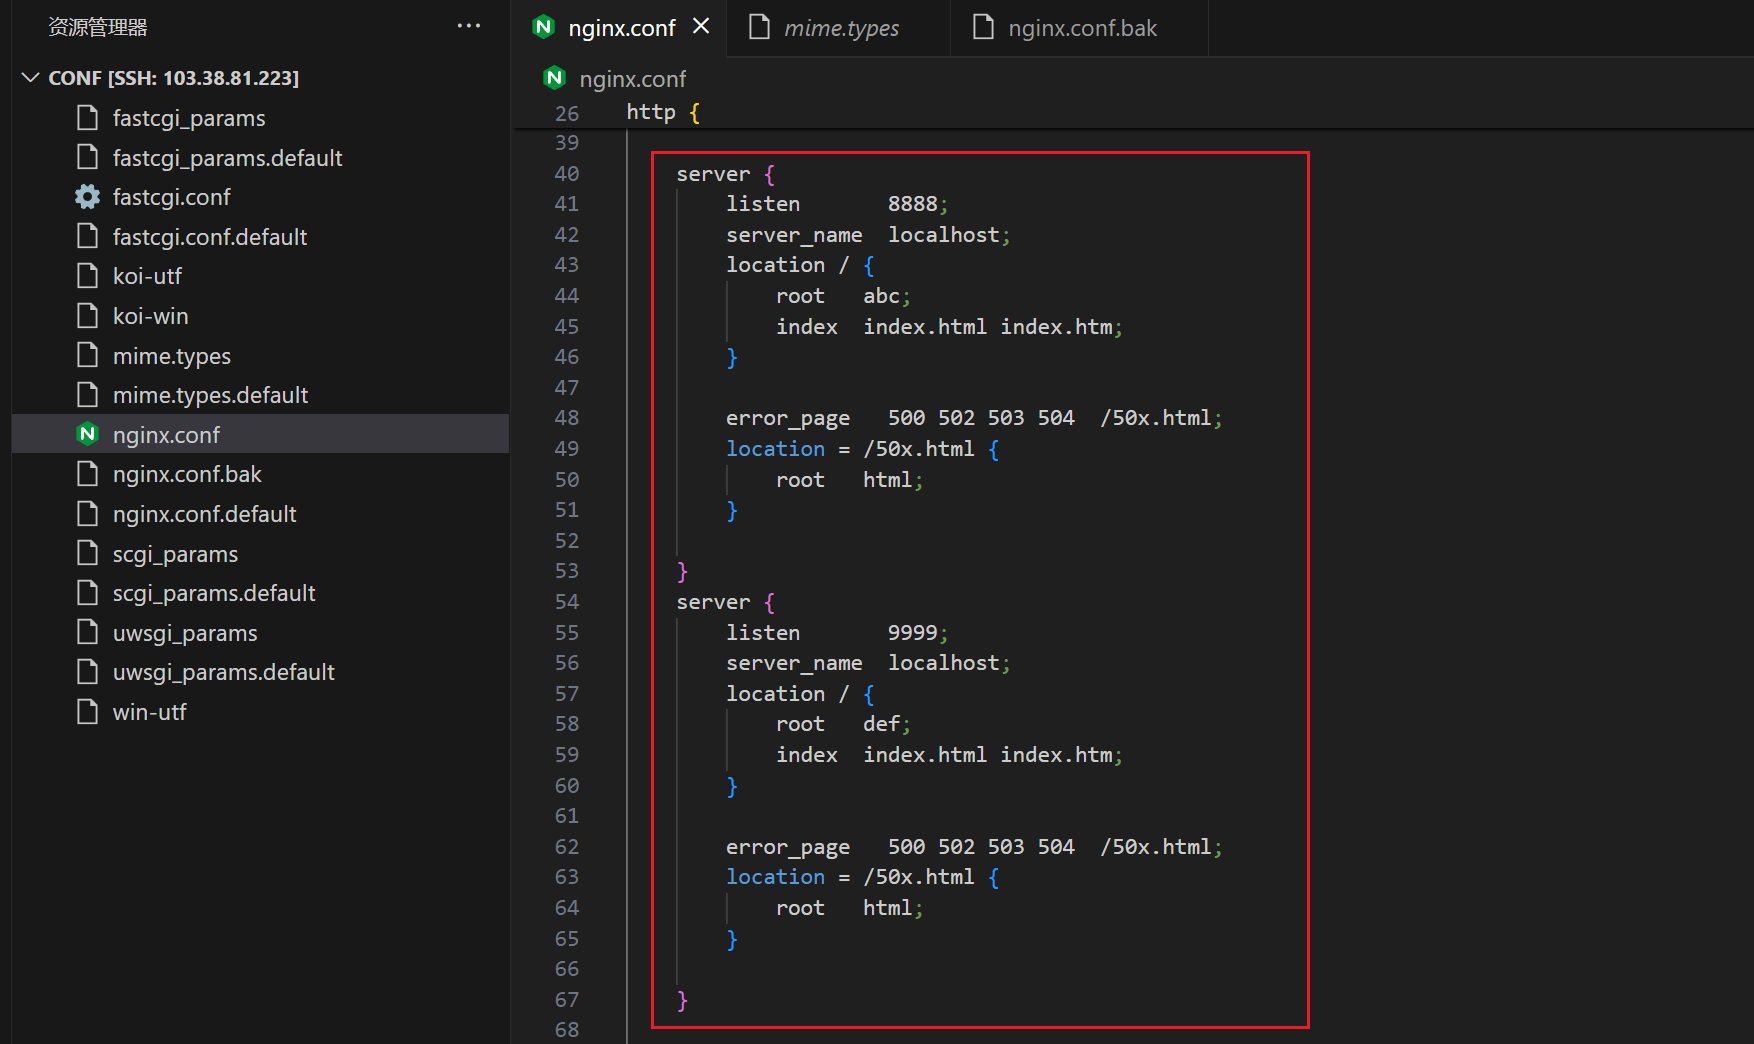 资源管理器
···
CONF [SSH: 103.38.81.223]
fastcgi_params
fastcgi_params.default
fastcgi.conf
fastcgi.conf.default
koi-utf
koi-win
mime.types
mime.types.default
nginx.conf
nginx.conf.bak
nginx.conf.default
scgi_params
scgi_params.default
uwsgi_params
uwsgi_params.default
win-utf
nginx.conf mime.types nginx.conf.bak
nginx.conf
26 http {
39
40 server {
41 listen 8888;
42 server_name localhost;
43 location / {
44 root abc;
45 index index.html index.htm;
46 }
47
48 error_page 500 502 503 504 /50x.html;
49 location = /50x.html {
50 root html;
51 }
52
53 }
54 server {
55 listen 9999;
56 server_name localhost;
57 location / {
58 root def;
59 index index.html index.htm;
60 }
61
62 error_page 500 502 503 504 /50x.html;
63 location = /50x.html {
64 root html;
65 }
66
67 }
68